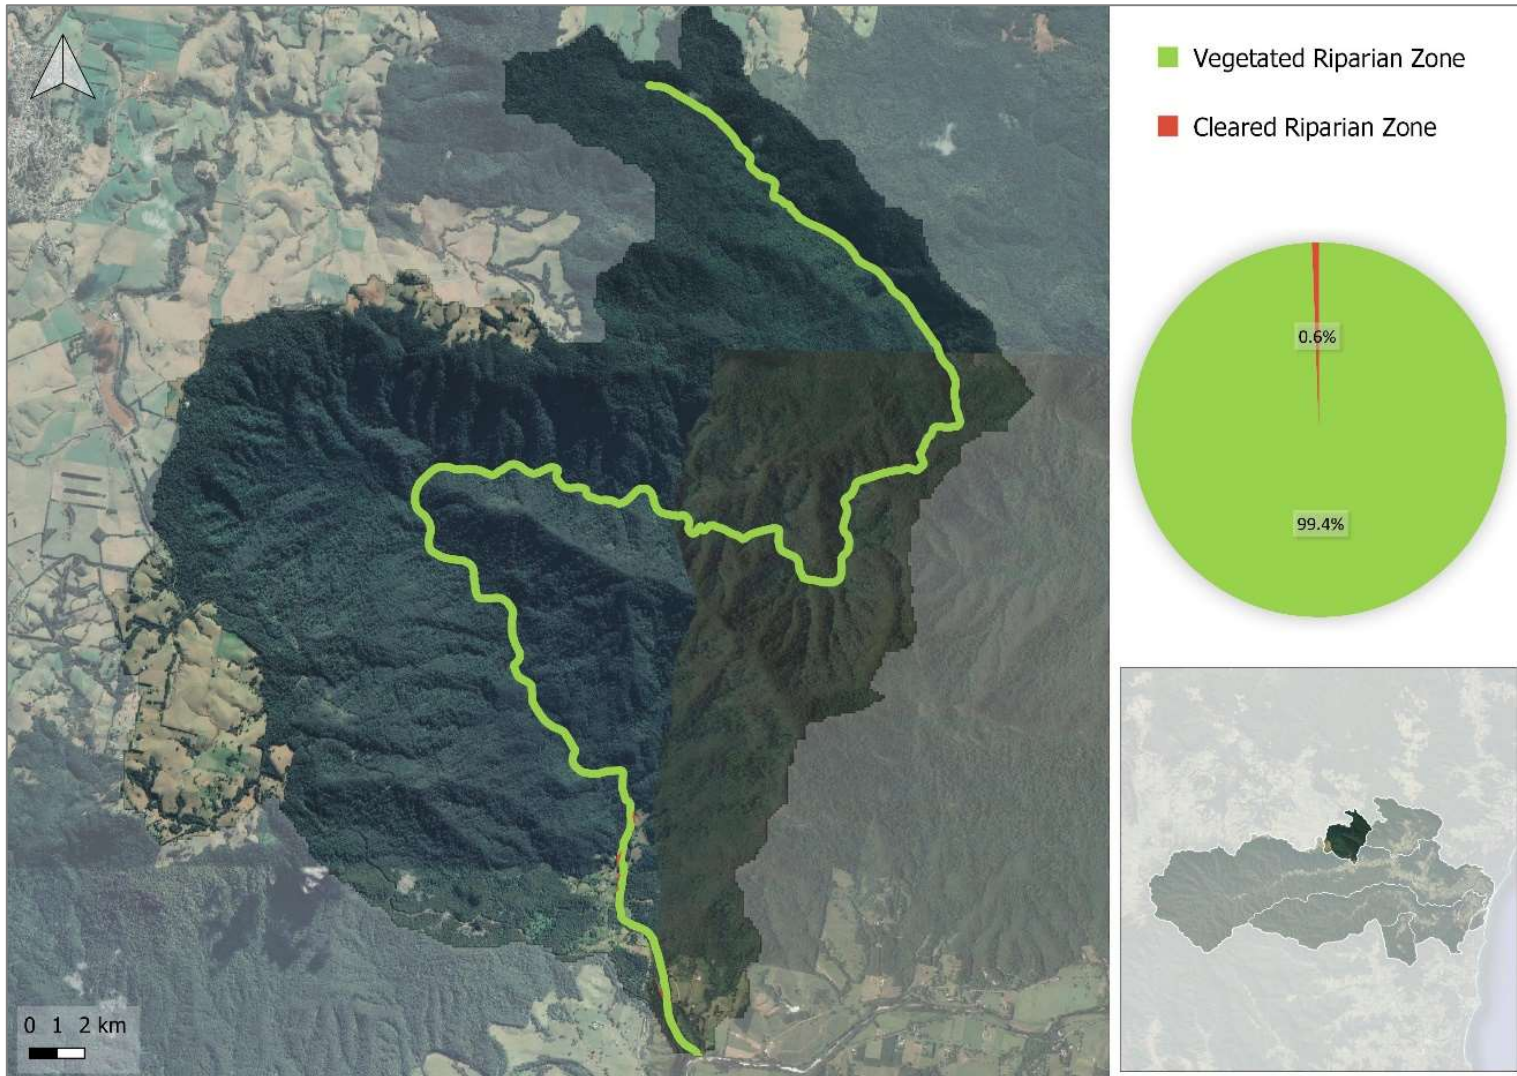 Vegetated Riparian Zone
Cleared Riparian Zone
0.6%
99.4%
0 1 2 km